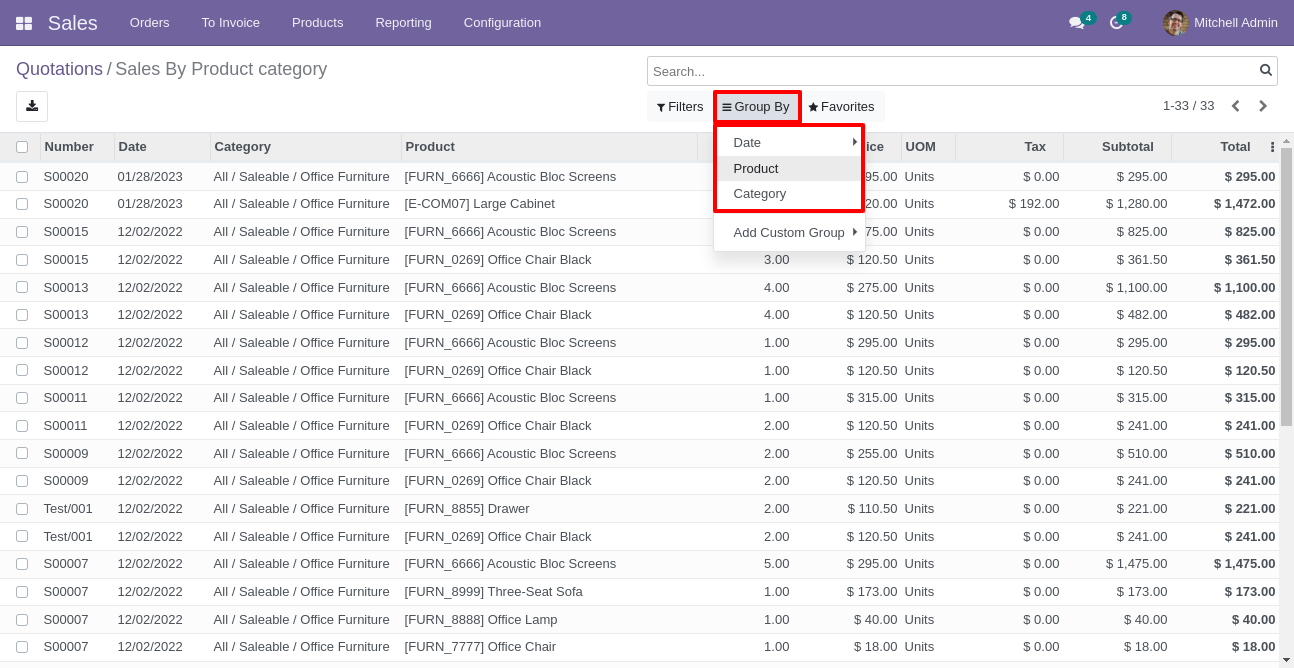 Sales Orders To Invoice Products Reporting Configuration 4 8 Mitchell Admin
Quotations / Sales By Product category
Search...
Filters Group By Favorites 1-33 / 33
Number Date Category Product ice UOM Tax Subtotal Total
Date
Product
Category
Add Custom Group
S00020 01/28/2023 All / Saleable / Office Furniture [FURN_6666] Acoustic Bloc Screens 95.00 Units $ 0.00 $ 295.00 $ 295.00
S00020 01/28/2023 All / Saleable / Office Furniture [E-COM07] Large Cabinet 20.00 Units $ 192.00 $ 1,280.00 $ 1,472.00
S00015 12/02/2022 All / Saleable / Office Furniture [FURN_6666] Acoustic Bloc Screens 75.00 Units $ 0.00 $ 825.00 $ 825.00
S00015 12/02/2022 All / Saleable / Office Furniture [FURN_0269] Office Chair Black 3.00 $ 120.50 Units $ 0.00 $ 361.50 $ 361.50
S00013 12/02/2022 All / Saleable / Office Furniture [FURN_6666] Acoustic Bloc Screens 4.00 $ 275.00 Units $ 0.00 $ 1,100.00 $ 1,100.00
S00013 12/02/2022 All / Saleable / Office Furniture [FURN_0269] Office Chair Black 4.00 $ 120.50 Units $ 0.00 $ 482.00 $ 482.00
S00012 12/02/2022 All / Saleable / Office Furniture [FURN_6666] Acoustic Bloc Screens 1.00 $ 295.00 Units $ 0.00 $ 295.00 $ 295.00
S00012 12/02/2022 All / Saleable / Office Furniture [FURN_0269] Office Chair Black 1.00 $ 120.50 Units $ 0.00 $ 120.50 $ 120.50
S00011 12/02/2022 All / Saleable / Office Furniture [FURN_6666] Acoustic Bloc Screens 1.00 $ 315.00 Units $ 0.00 $ 315.00 $ 315.00
S00011 12/02/2022 All / Saleable / Office Furniture [FURN_0269] Office Chair Black 2.00 $ 120.50 Units $ 0.00 $ 241.00 $ 241.00
S00009 12/02/2022 All / Saleable / Office Furniture [FURN_6666] Acoustic Bloc Screens 2.00 $ 255.00 Units $ 0.00 $ 510.00 $ 510.00
S00009 12/02/2022 All / Saleable / Office Furniture [FURN_0269] Office Chair Black 2.00 $ 120.50 Units $ 0.00 $ 241.00 $ 241.00
Test/001 12/02/2022 All / Saleable / Office Furniture [FURN_8855] Drawer 2.00 $ 110.50 Units $ 0.00 $ 221.00 $ 221.00
Test/001 12/02/2022 All / Saleable / Office Furniture [FURN_0269] Office Chair Black 2.00 $ 120.50 Units $ 0.00 $ 241.00 $ 241.00
S00007 12/02/2022 All / Saleable / Office Furniture [FURN_6666] Acoustic Bloc Screens 5.00 $ 295.00 Units $ 0.00 $ 1,475.00 $ 1,475.00
S00007 12/02/2022 All / Saleable / Office Furniture [FURN_8999] Three-Seat Sofa 1.00 $ 173.00 Units $ 0.00 $ 173.00 $ 173.00
S00007 12/02/2022 All / Saleable / Office Furniture [FURN_8888] Office Lamp 1.00 $ 40.00 Units $ 0.00 $ 40.00 $ 40.00
S00007 12/02/2022 All / Saleable / Office Furniture [FURN_7777] Office Chair 1.00 $ 18.00 Units $ 0.00 $ 18.00 $ 18.00